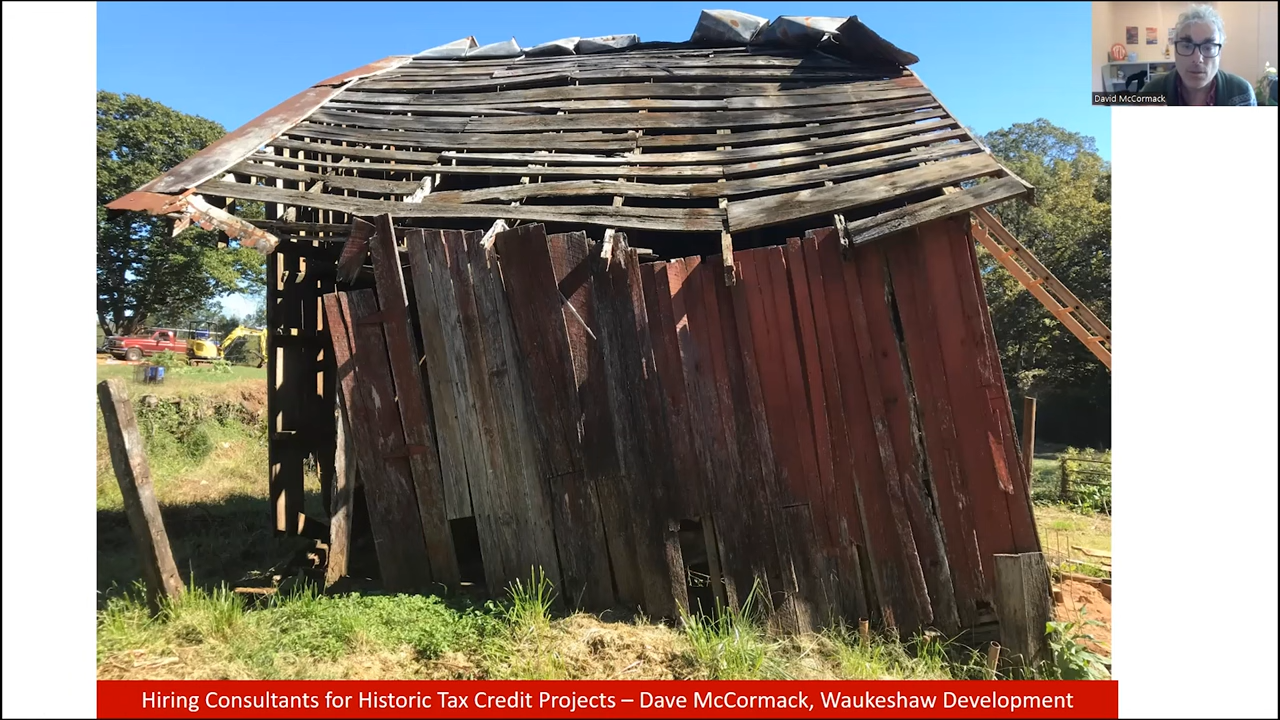 David McCormack
Hiring Consultants for Historic Tax Credit Projects – Dave McCormack, Waukeshaw Development